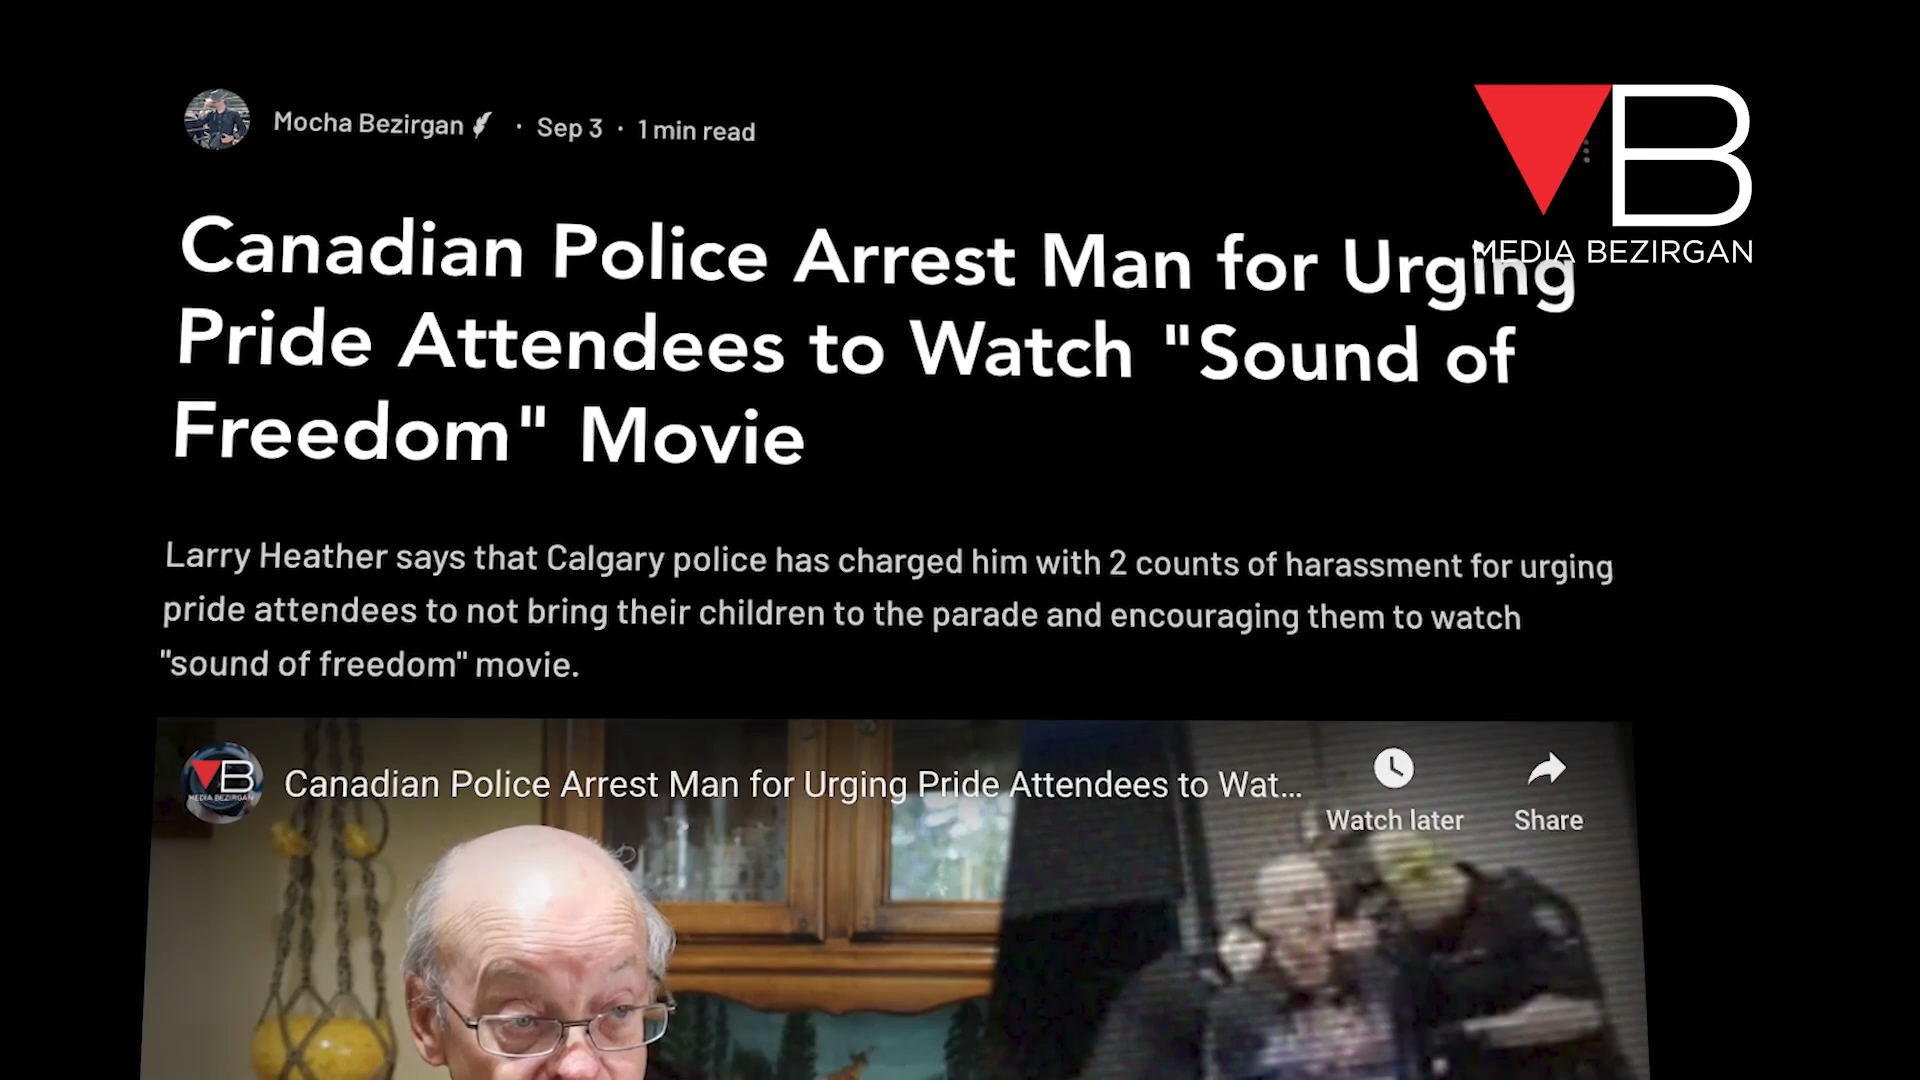 Mocha Bezirgan · Sep 3 · 1 min read
B
MEDIA BEZIRGAN
Canadian Police Arrest Man for Urging
Pride Attendees to Watch "Sound of
Freedom" Movie
Larry Heather says that Calgary police has charged him with 2 counts of harassment for urging
pride attendees to not bring their children to the parade and encouraging them to watch
"sound of freedom" movie.
B
MEDIA BEZIRGAN
Canadian Police Arrest Man for Urging Pride Attendees to Wat...
Watch later
Share